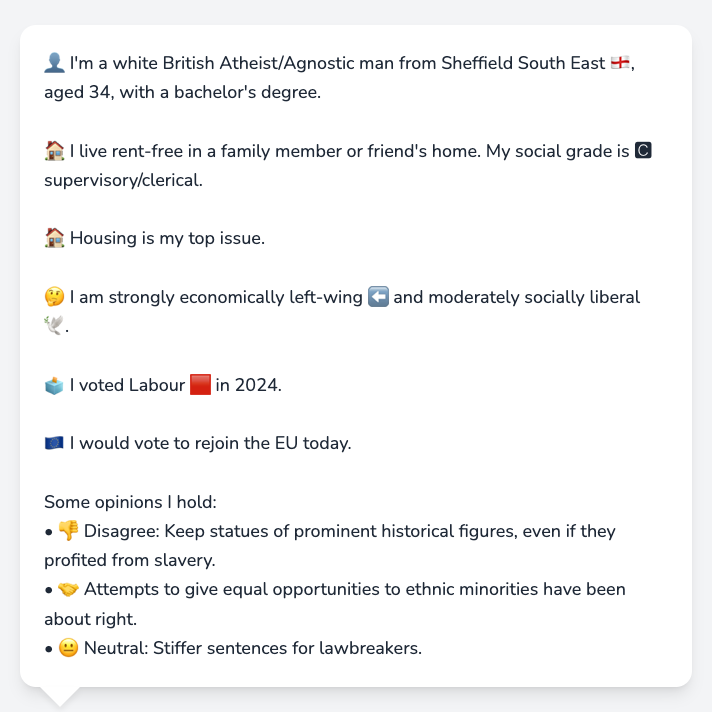 👤 I'm a white British Atheist/Agnostic man from Sheffield South East 🏴󠁧󠁢󠁥󠁮󠁧󠁿,
aged 34, with a bachelor's degree.
🏠 I live rent-free in a family member or friend's home. My social grade is 🅲
supervisory/clerical.
🏠 Housing is my top issue.
🤔 I am strongly economically left-wing ⬅️ and moderately socially liberal
🕊️.
🗳️ I voted Labour 🟥 in 2024.
🇪🇺 I would vote to rejoin the EU today.
Some opinions I hold:
• 👎 Disagree: Keep statues of prominent historical figures, even if they
profited from slavery.
• 🤝 Attempts to give equal opportunities to ethnic minorities have been
about right.
• 😐 Neutral: Stiffer sentences for lawbreakers.